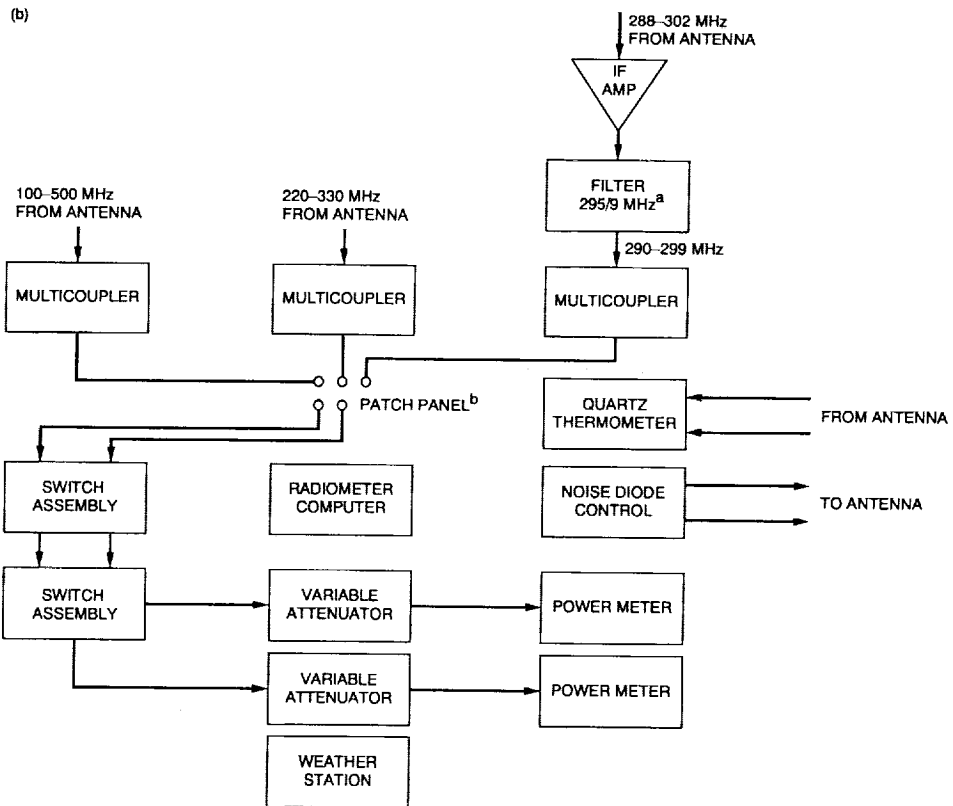 (b)
288–302 MHz
FROM ANTENNA
IF
AMP
FILTER
295/9 MHz^a
290–299 MHz
100–500 MHz
FROM ANTENNA
220–330 MHz
FROM ANTENNA
MULTICOUPLER
MULTICOUPLER
MULTICOUPLER
PATCH PANEL^b
QUARTZ
THERMOMETER
FROM ANTENNA
SWITCH
ASSEMBLY
RADIOMETER
COMPUTER
NOISE DIODE
CONTROL
TO ANTENNA
SWITCH
ASSEMBLY
VARIABLE
ATTENUATOR
POWER METER
VARIABLE
ATTENUATOR
POWER METER
WEATHER
STATION